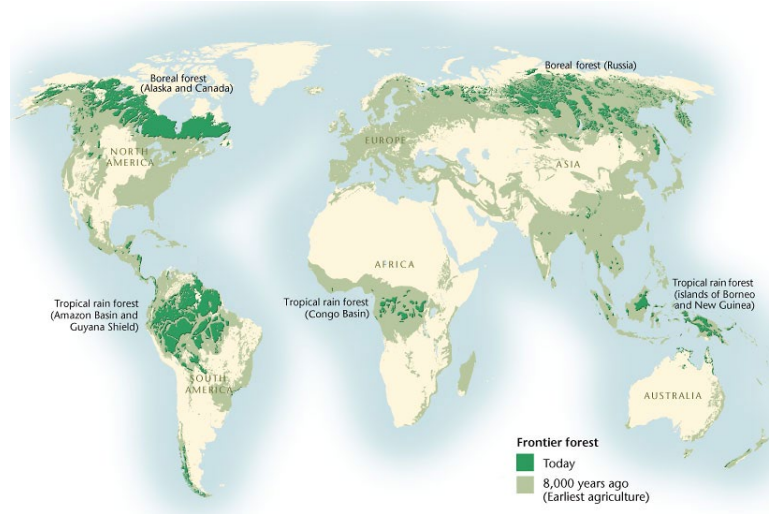 Boreal forest
(Alaska and Canada)
Boreal forest (Russia)
NORTH
AMERICA
EUROPE
ASIA
AFRICA
Tropical rain forest
(Amazon Basin and
Guyana Shield)
Tropical rain forest
(Congo Basin)
Tropical rain forest
(islands of Borneo
and New Guinea)
SOUTH
AMERICA
AUSTRALIA
Frontier forest
Today
8,000 years ago
(Earliest agriculture)